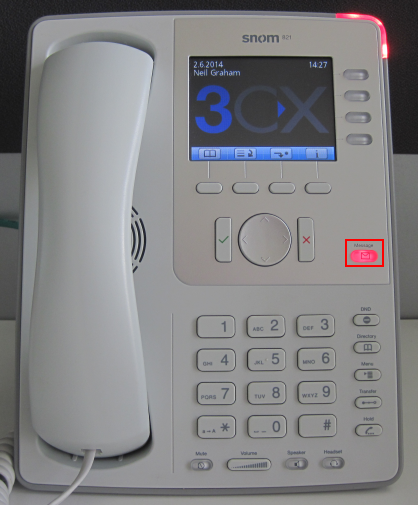 snom 821
2.6.2014 14:27
Neil Graham
3CX
Message
DND
1 ABC 2 DEF 3
Directory
GHI 4 JKL 5 MNO 6
Menu
PQRS 7 TUV 8 WXYZ 9
Transfer
* 0 #
Hold
Mute Volume Speaker Headset